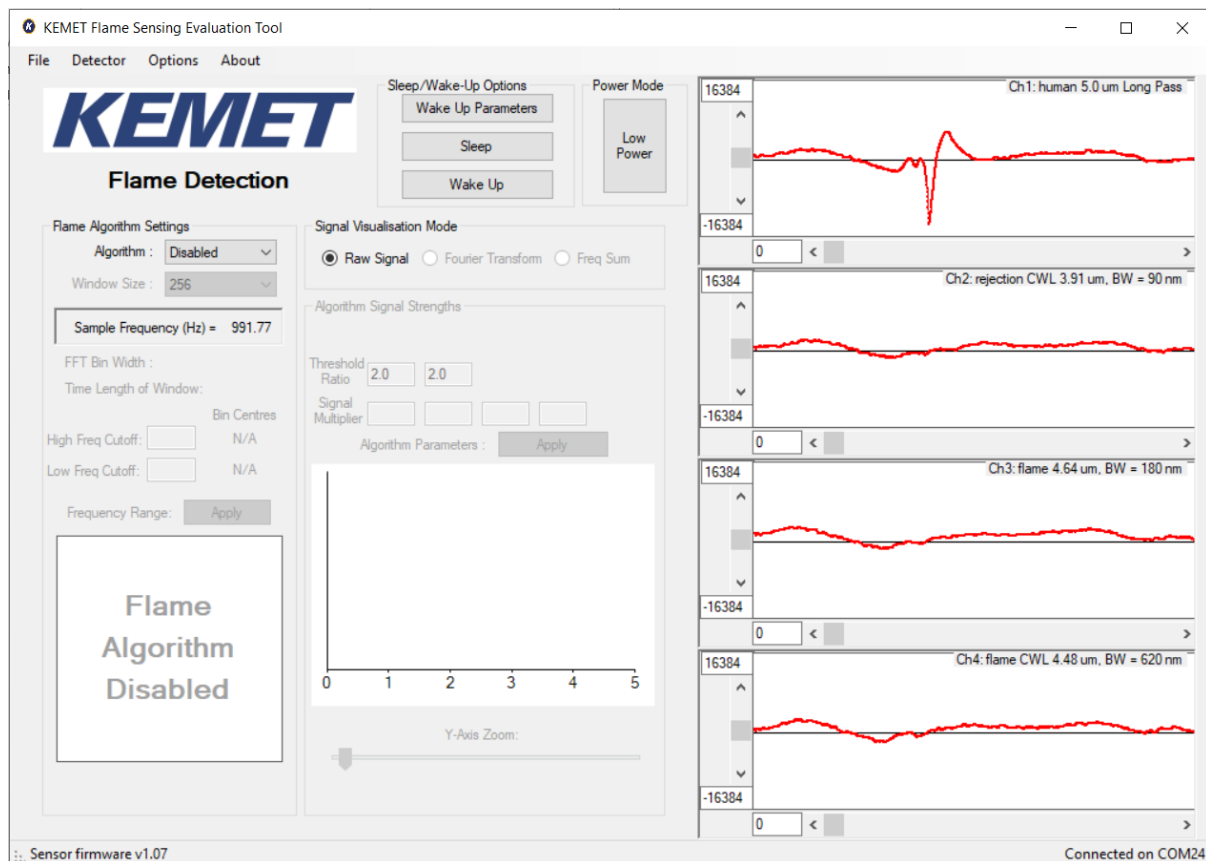 KEMET Flame Sensing Evaluation Tool
File Detector Options About
KEMET
Flame Detection
Sleep/Wake-Up Options
Wake Up Parameters
Sleep
Wake Up
Power Mode
Low
Power
Flame Algorithm Settings
Algorithm : Disabled
Window Size : 256
Sample Frequency (Hz) = 991.77
FFT Bin Width :
Time Length of Window:
Bin Centres
High Freq Cutoff: N/A
Low Freq Cutoff: N/A
Frequency Range: Apply
Flame
Algorithm
Disabled
Signal Visualisation Mode
Raw Signal Fourier Transform Freq Sum
Algorithm Signal Strengths
Threshold
Ratio 2.0 2.0
Signal
Multiplier
Algorithm Parameters : Apply
0 1 2 3 4 5
Y-Axis Zoom:
16384 Ch1: human 5.0 um Long Pass
-16384
0
16384 Ch2: rejection CWL 3.91 um, BW = 90 nm
-16384
0
16384 Ch3: flame 4.64 um, BW = 180 nm
-16384
0
16384 Ch4: flame CWL 4.48 um, BW = 620 nm
-16384
0
Sensor firmware v1.07 Connected on COM24